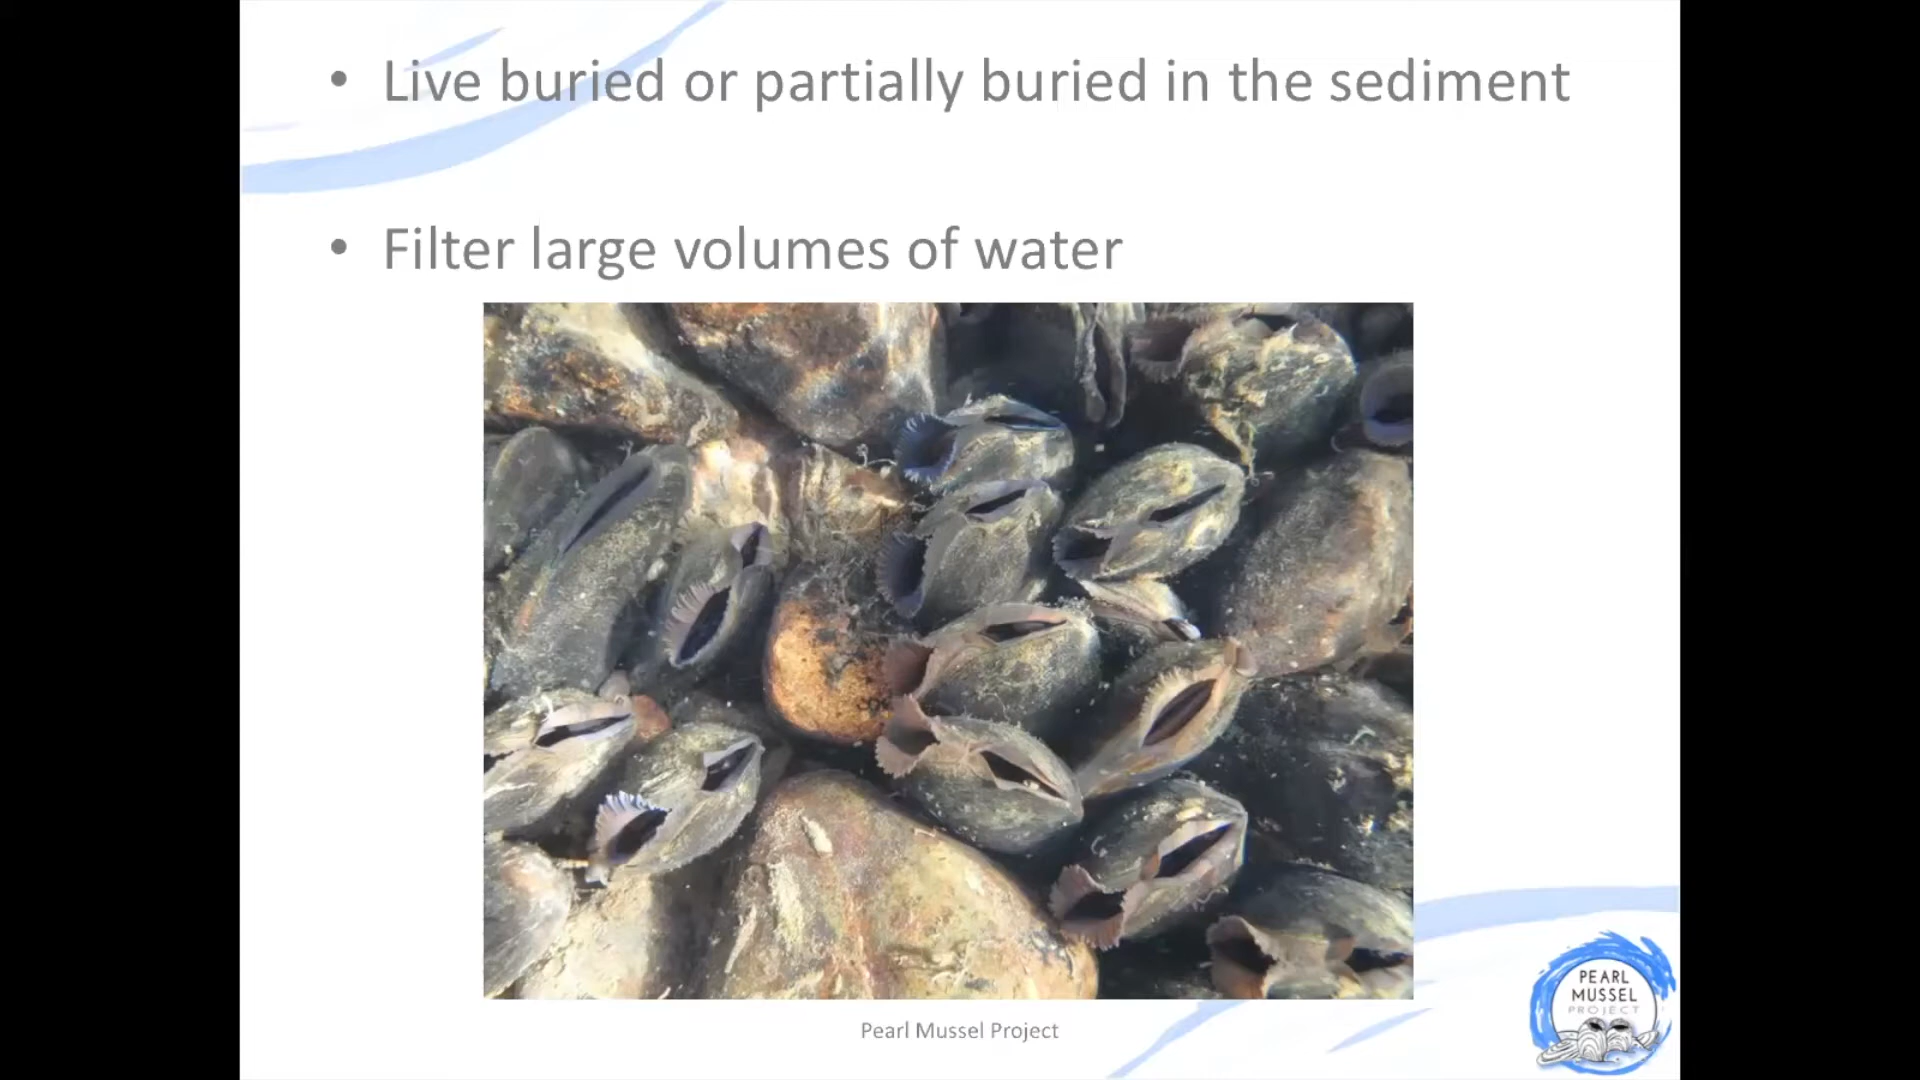 • Live buried or partially buried in the sediment
• Filter large volumes of water
Pearl Mussel Project
PEARL
MUSSEL
PROJECT